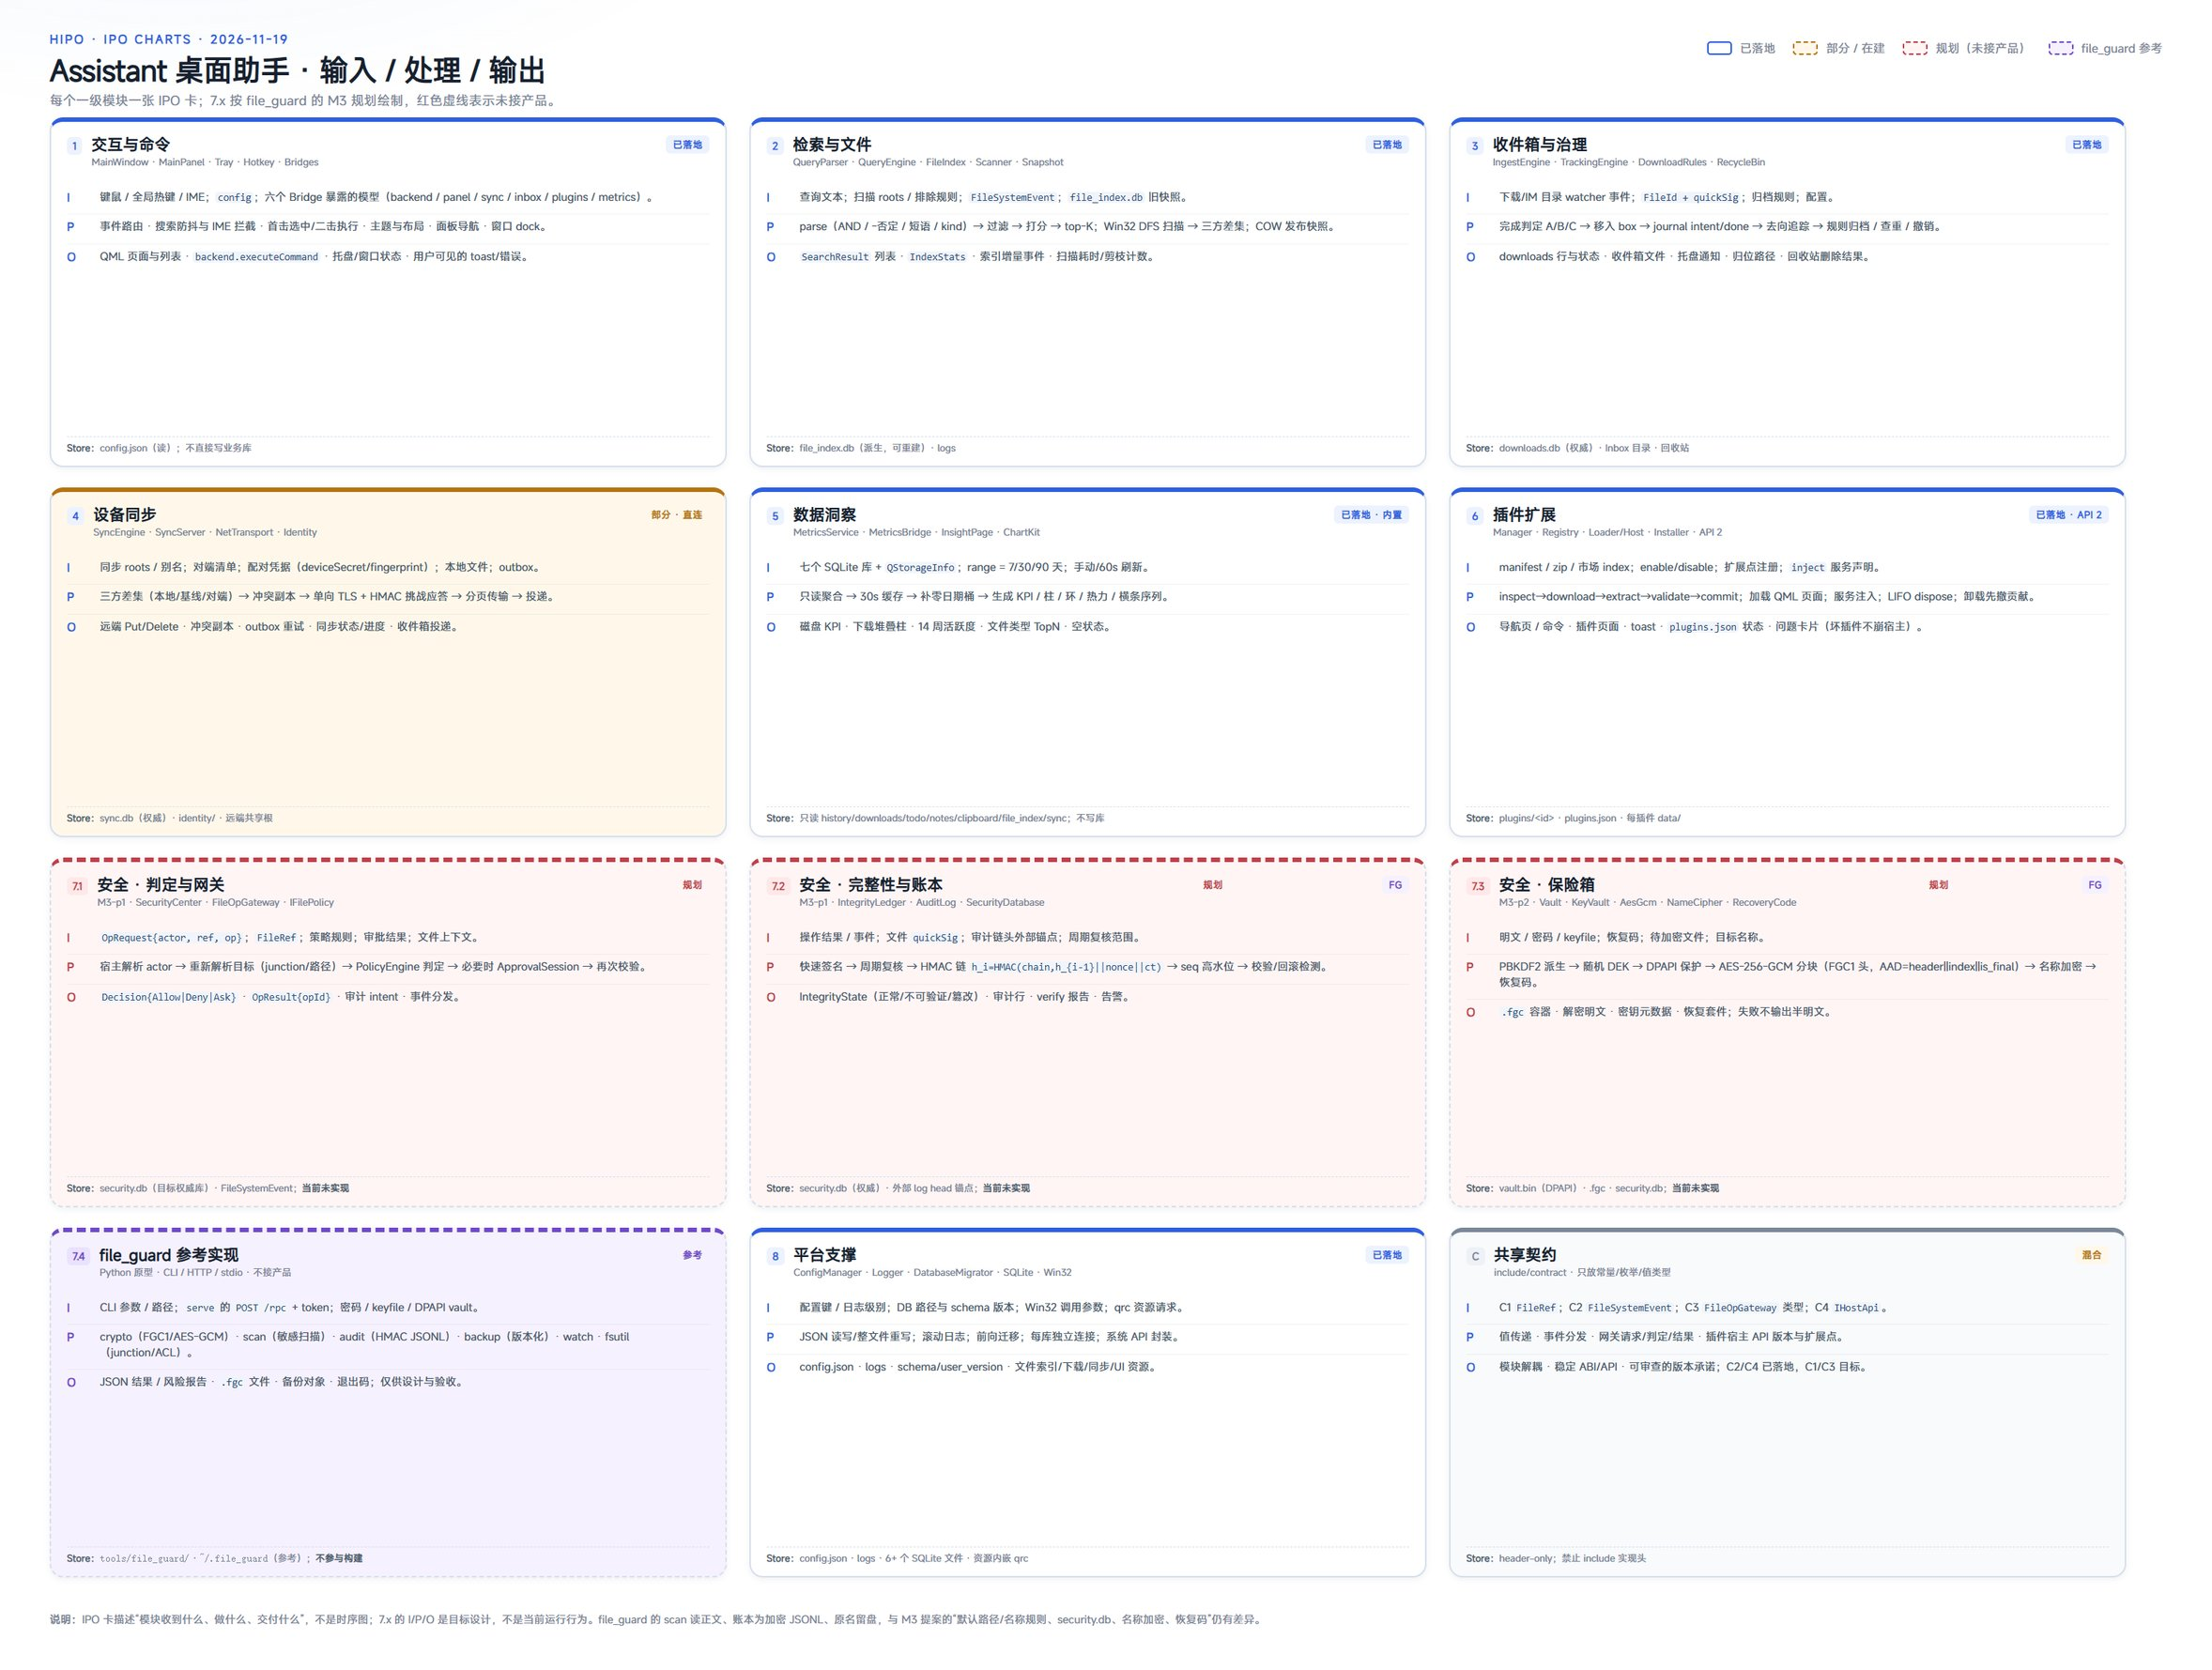 HIPO · IPO CHARTS · 2026-11-19
Assistant 桌面助手 · 输入 / 处理 / 输出
每个一级模块一张 IPO 卡；7.x 按 file_guard 的 M3 规划绘制，红色虚线表示未接产品。
已落地
部分 / 在建
规划（未接产品）
file_guard 参考
1 交互与命令 已落地
MainWindow · MainPanel · Tray · Hotkey · Bridges
I 键鼠 / 全局热键 / IME； config； 六个 Bridge 暴露的模型（backend / panel / sync / inbox / plugins / metrics）。
P 事件路由 · 搜索防抖与 IME 拦截 · 首击选中/二击执行 · 主题与布局 · 面板导航 · 窗口 dock。
O QML 页面与列表 · backend.executeCommand · 托盘/窗口状态 · 用户可见的 toast/错误。
Store: config.json（读）；不直接写业务库
2 检索与文件 已落地
QueryParser · QueryEngine · FileIndex · Scanner · Snapshot
I 查询文本；扫描 roots / 排除规则； FileSystemEvent； file_index.db 旧快照。
P parse（AND / -否定 / 短语 / kind）→ 过滤 → 打分 → top-K；Win32 DFS 扫描 → 三方差集；COW 发布快照。
O SearchResult 列表 · IndexStats · 索引增量事件 · 扫描耗时/剪枝计数。
Store: file_index.db（派生，可重建）· logs
3 收件箱与治理 已落地
IngestEngine · TrackingEngine · DownloadRules · RecycleBin
I 下载/IM 目录 watcher 事件； FileId + quickSig； 归档规则；配置。
P 完成判定 A/B/C → 移入 box → journal intent/done → 去向追踪 → 规则归档 / 查重 / 撤销。
O downloads 行与状态 · 收件箱文件 · 托盘通知 · 归位路径 · 回收站删除结果。
Store: downloads.db（权威）· Inbox 目录 · 回收站
4 设备同步 部分 · 直连
SyncEngine · SyncServer · NetTransport · Identity
I 同步 roots / 别名；对端清单；配对凭据（deviceSecret/fingerprint）；本地文件；outbox。
P 三方差集（本地/基线/对端）→ 冲突副本 → 单向 TLS + HMAC 挑战应答 → 分页传输 → 投递。
O 远端 Put/Delete · 冲突副本 · outbox 重试 · 同步状态/进度 · 收件箱投递。
Store: sync.db（权威）· identity/ · 远端共享根
5 数据洞察 已落地 · 内置
MetricsService · MetricsBridge · InsightPage · ChartKit
I 七个 SQLite 库 + QStorageInfo； range = 7/30/90 天；手动/60s 刷新。
P 只读聚合 → 30s 缓存 → 补零日期桶 → 生成 KPI / 柱 / 环 / 热力 / 横条序列。
O 磁盘 KPI · 下载堆叠柱 · 14 周活跃度 · 文件类型 TopN · 空状态。
Store: 只读 history/downloads/todo/notes/clipboard/file_index/sync；不写库
6 插件扩展 已落地 · API 2
Manager · Registry · Loader/Host · Installer · API 2
I manifest / zip / 市场 index；enable/disable；扩展点注册； inject 服务声明。
P inspect→download→extract→validate→commit；加载 QML 页面；服务注入；LIFO dispose；卸载先撤贡献。
O 导航页 / 命令 · 插件页面 · toast · plugins.json 状态 · 问题卡片（环插件不崩宿主）。
Store: plugins/<id> · plugins.json · 每插件 data/
7.1 安全 · 判定与网关 规划
M3-p1 · SecurityCenter · FileOpGateway · IFilePolicy
I OpRequest{actor, ref, op}； FileRef； 策略规则；审批结果；文件上下文。
P 宿主解析 actor → 重新解析目标（junction/路径）→ PolicyEngine 判定 → 必要时 ApprovalSession → 再次校验。
O Decision{Allow|Deny|Ask} · OpResult{opId} · 审计 intent · 事件分发。
Store: security.db（目标权威库）· FileSystemEvent；当前未实现
7.2 安全 · 完整性与账本 规划 FG
M3-p1 · IntegrityLedger · AuditLog · SecurityDatabase
I 操作结果 / 事件；文件 quickSig； 审计链头外部锚点；周期复核范围。
P 快速签名 → 周期复核 → HMAC 链 h_i=HMAC(chain,h_{i-1}||nonce||ct) → seq 高水位 → 校验/回滚检测。
O IntegrityState（正常/不可验证/篡改）· 审计行 · verify 报告 · 告警。
Store: security.db（权威）· 外部 log head 锚点；当前未实现
7.3 安全 · 保险箱 规划 FG
M3-p2 · Vault · KeyVault · AesGcm · NameCipher · RecoveryCode
I 明文 / 密码 / keyfile；恢复码；待加密文件；目标名称。
P PBKDF2 派生 → 随机 DEK → DPAPI 保护 → AES-256-GCM 分块（FGC1 头，AAD=header||index||is_final）→ 名称加密 →
恢复码。
O .fgc 容器 · 解密明文 · 密钥元数据 · 恢复套件；失败不输出半明文。
Store: vault.bin（DPAPI）· .fgc · security.db；当前未实现
7.4 file_guard 参考实现 参考
Python 原型 · CLI / HTTP / stdio · 不接产品
I CLI 参数 / 路径； serve 的 POST /rpc + token；密码 / keyfile / DPAPI vault。
P crypto（FGC1/AES-GCM）· scan（敏感扫描）· audit（HMAC JSONL）· backup（版本化）· watch · fsutil
（junction/ACL）。
O JSON 结果 / 风险报告 · .fgc 文件 · 备份对象 · 退出码；仅供设计与验收。
Store: tools/file_guard/ · ~/.file_guard（参考）；不参与构建
8 平台支撑 已落地
ConfigManager · Logger · DatabaseMigrator · SQLite · Win32
I 配置键 / 日志级别；DB 路径与 schema 版本；Win32 调用参数；qrc 资源请求。
P JSON 读写/整文件重写；滚动日志；前向迁移；每库独立连接；系统 API 封装。
O config.json · logs · schema/user_version · 文件索引/下载/同步/UI 资源。
Store: config.json · logs · 6+ 个 SQLite 文件 · 资源内嵌 qrc
C 共享契约 混合
include/contract · 只放常量/枚举/值类型
I C1 FileRef； C2 FileSystemEvent； C3 FileOpGateway 类型；C4 IHostApi。
P 值传递 · 事件分发 · 网关请求/判定/结果 · 插件宿主 API 版本与扩展点。
O 模块解耦 · 稳定 ABI/API · 可审查的版本承诺；C2/C4 已落地，C1/C3 目标。
Store: header-only；禁止 include 实现头
说明：IPO 卡描述"模块收到什么、做什么、交付什么"，不是时序图；7.x 的 I/P/O 是目标设计，不是当前运行行为。file_guard 的 scan 读正文、账本为加密 JSONL、原名留盘，与 M3 提案的"默认路径/名称规则、security.db、名称加密、恢复码"仍有差异。